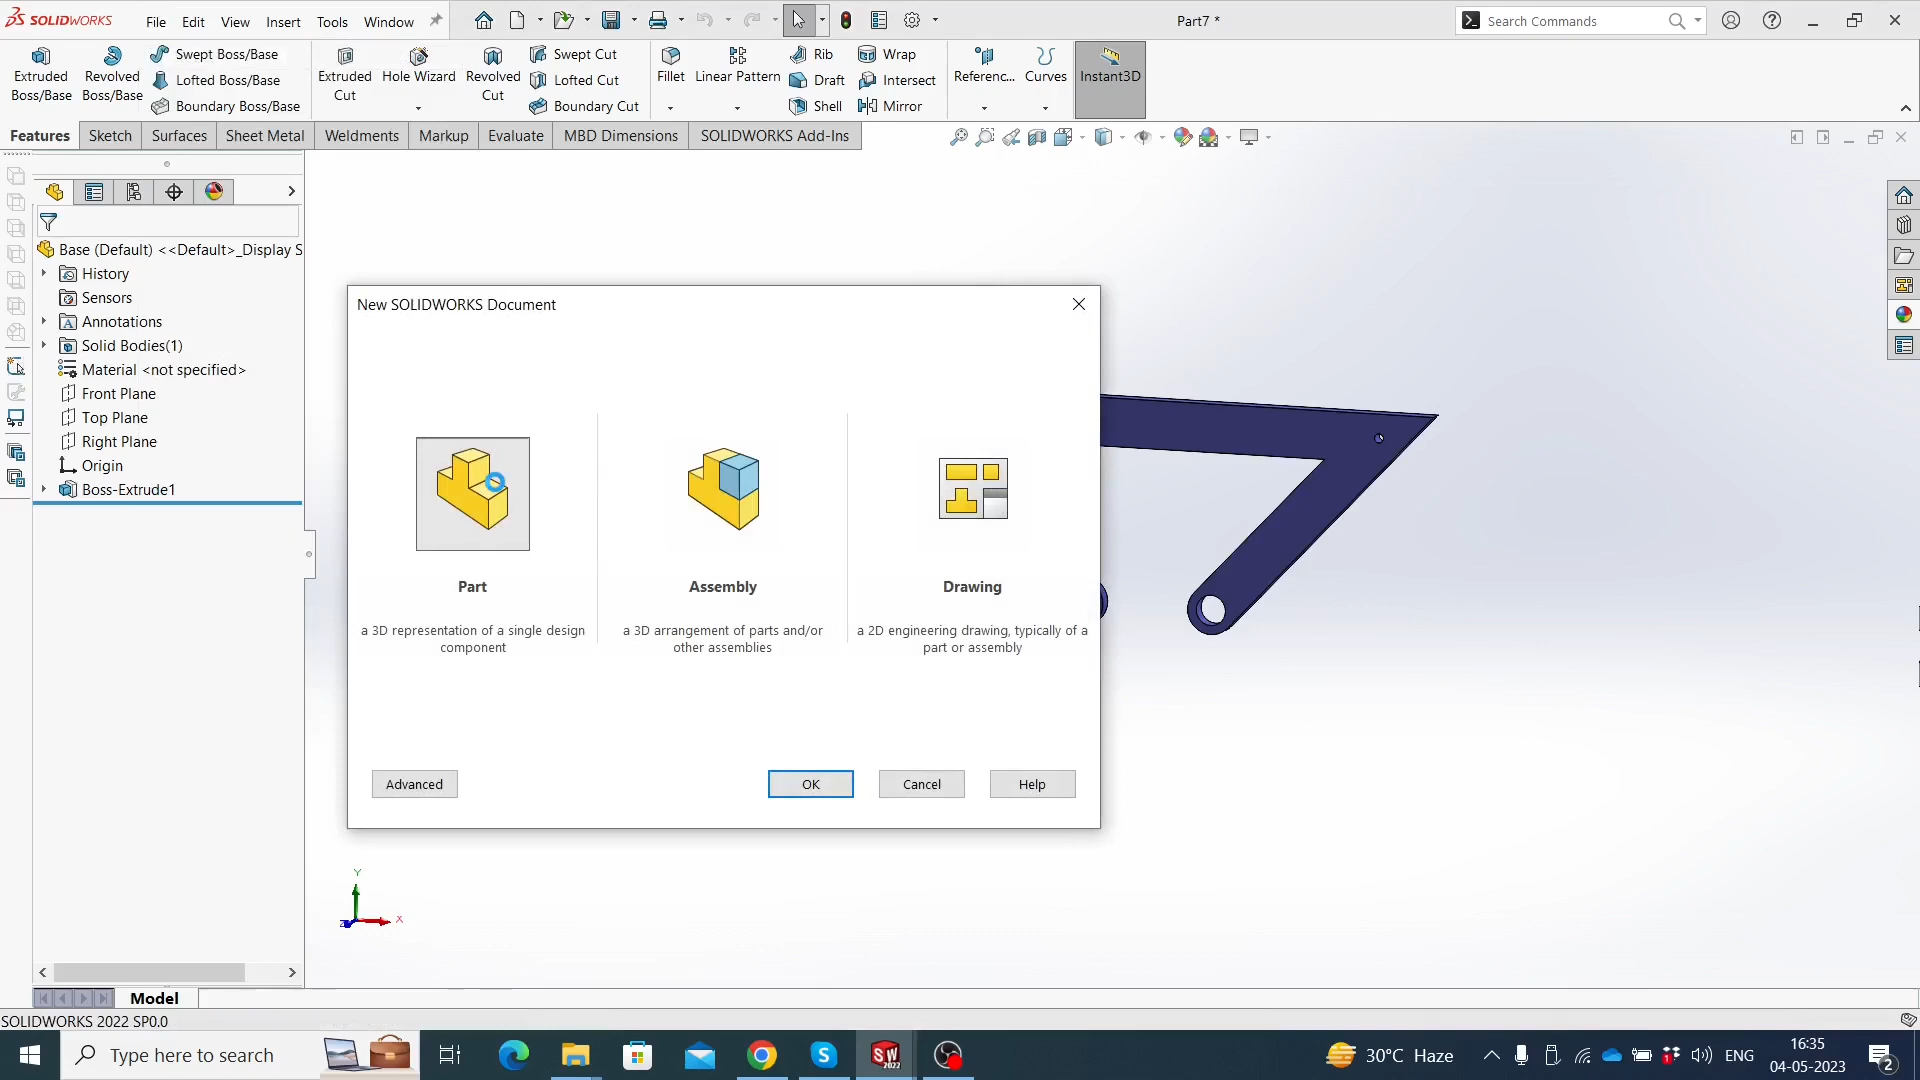 SOLIDWORKS File Edit View Insert Tools Window Part7 * Search Commands
Extruded Boss/Base
Revolved Boss/Base
Swept Boss/Base
Lofted Boss/Base
Boundary Boss/Base
Extruded Cut
Hole Wizard
Revolved Cut
Swept Cut
Lofted Cut
Boundary Cut
Fillet
Linear Pattern
Rib
Draft
Shell
Wrap
Intersect
Mirror
Referenc...
Curves
Instant3D
Features Sketch Surfaces Sheet Metal Weldments Markup Evaluate MBD Dimensions SOLIDWORKS Add-Ins
Base (Default) <<Default>_Display S
History
Sensors
Annotations
Solid Bodies(1)
Material <not specified>
Front Plane
Top Plane
Right Plane
Origin
Boss-Extrude1
New SOLIDWORKS Document
Part
a 3D representation of a single design
component
Assembly
a 3D arrangement of parts and/or
other assemblies
Drawing
a 2D engineering drawing, typically of a
part or assembly
Advanced OK Cancel Help
Y
X
Z
Model
SOLIDWORKS 2022 SP0.0
Type here to search
SW
2022
30°C Haze
ENG
16:35
04-05-2023
2